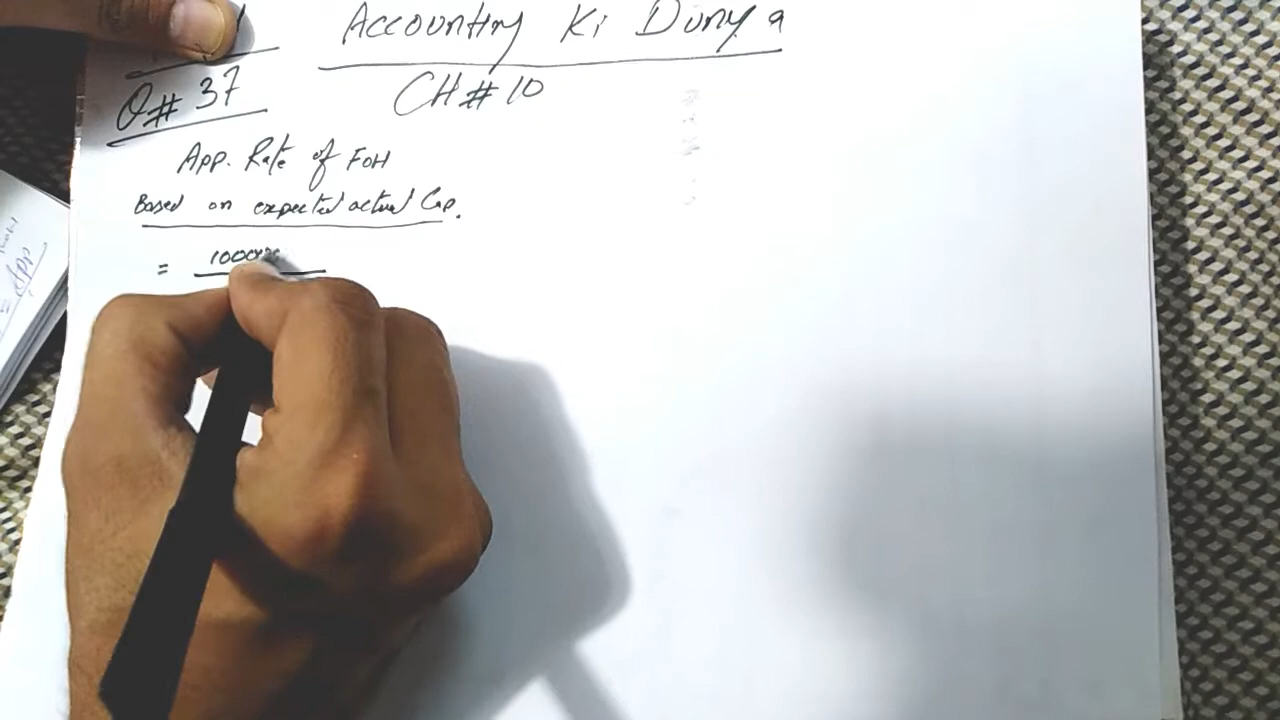 Accounting Ki Dunya
Q# 37
CH# 10
App. Rate of FOH
Based on expected actual Cap.
=